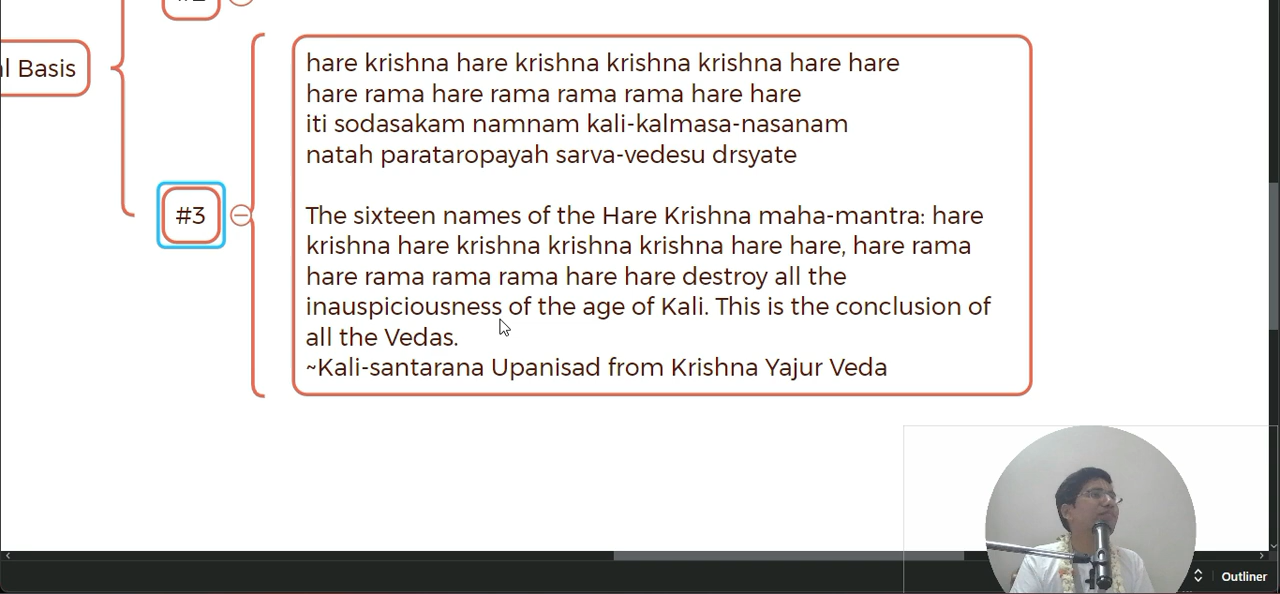 l Basis
#3
hare krishna hare krishna krishna krishna hare hare
hare rama hare rama rama rama hare hare
iti sodasakam namnam kali-kalmasa-nasanam
natah parataropayah sarva-vedesu drsyate
The sixteen names of the Hare Krishna maha-mantra: hare
krishna hare krishna krishna krishna hare hare, hare rama
hare rama rama rama hare hare destroy all the
inauspiciousness of the age of Kali. This is the conclusion of
all the Vedas.
~Kali-santarana Upanisad from Krishna Yajur Veda
Outliner